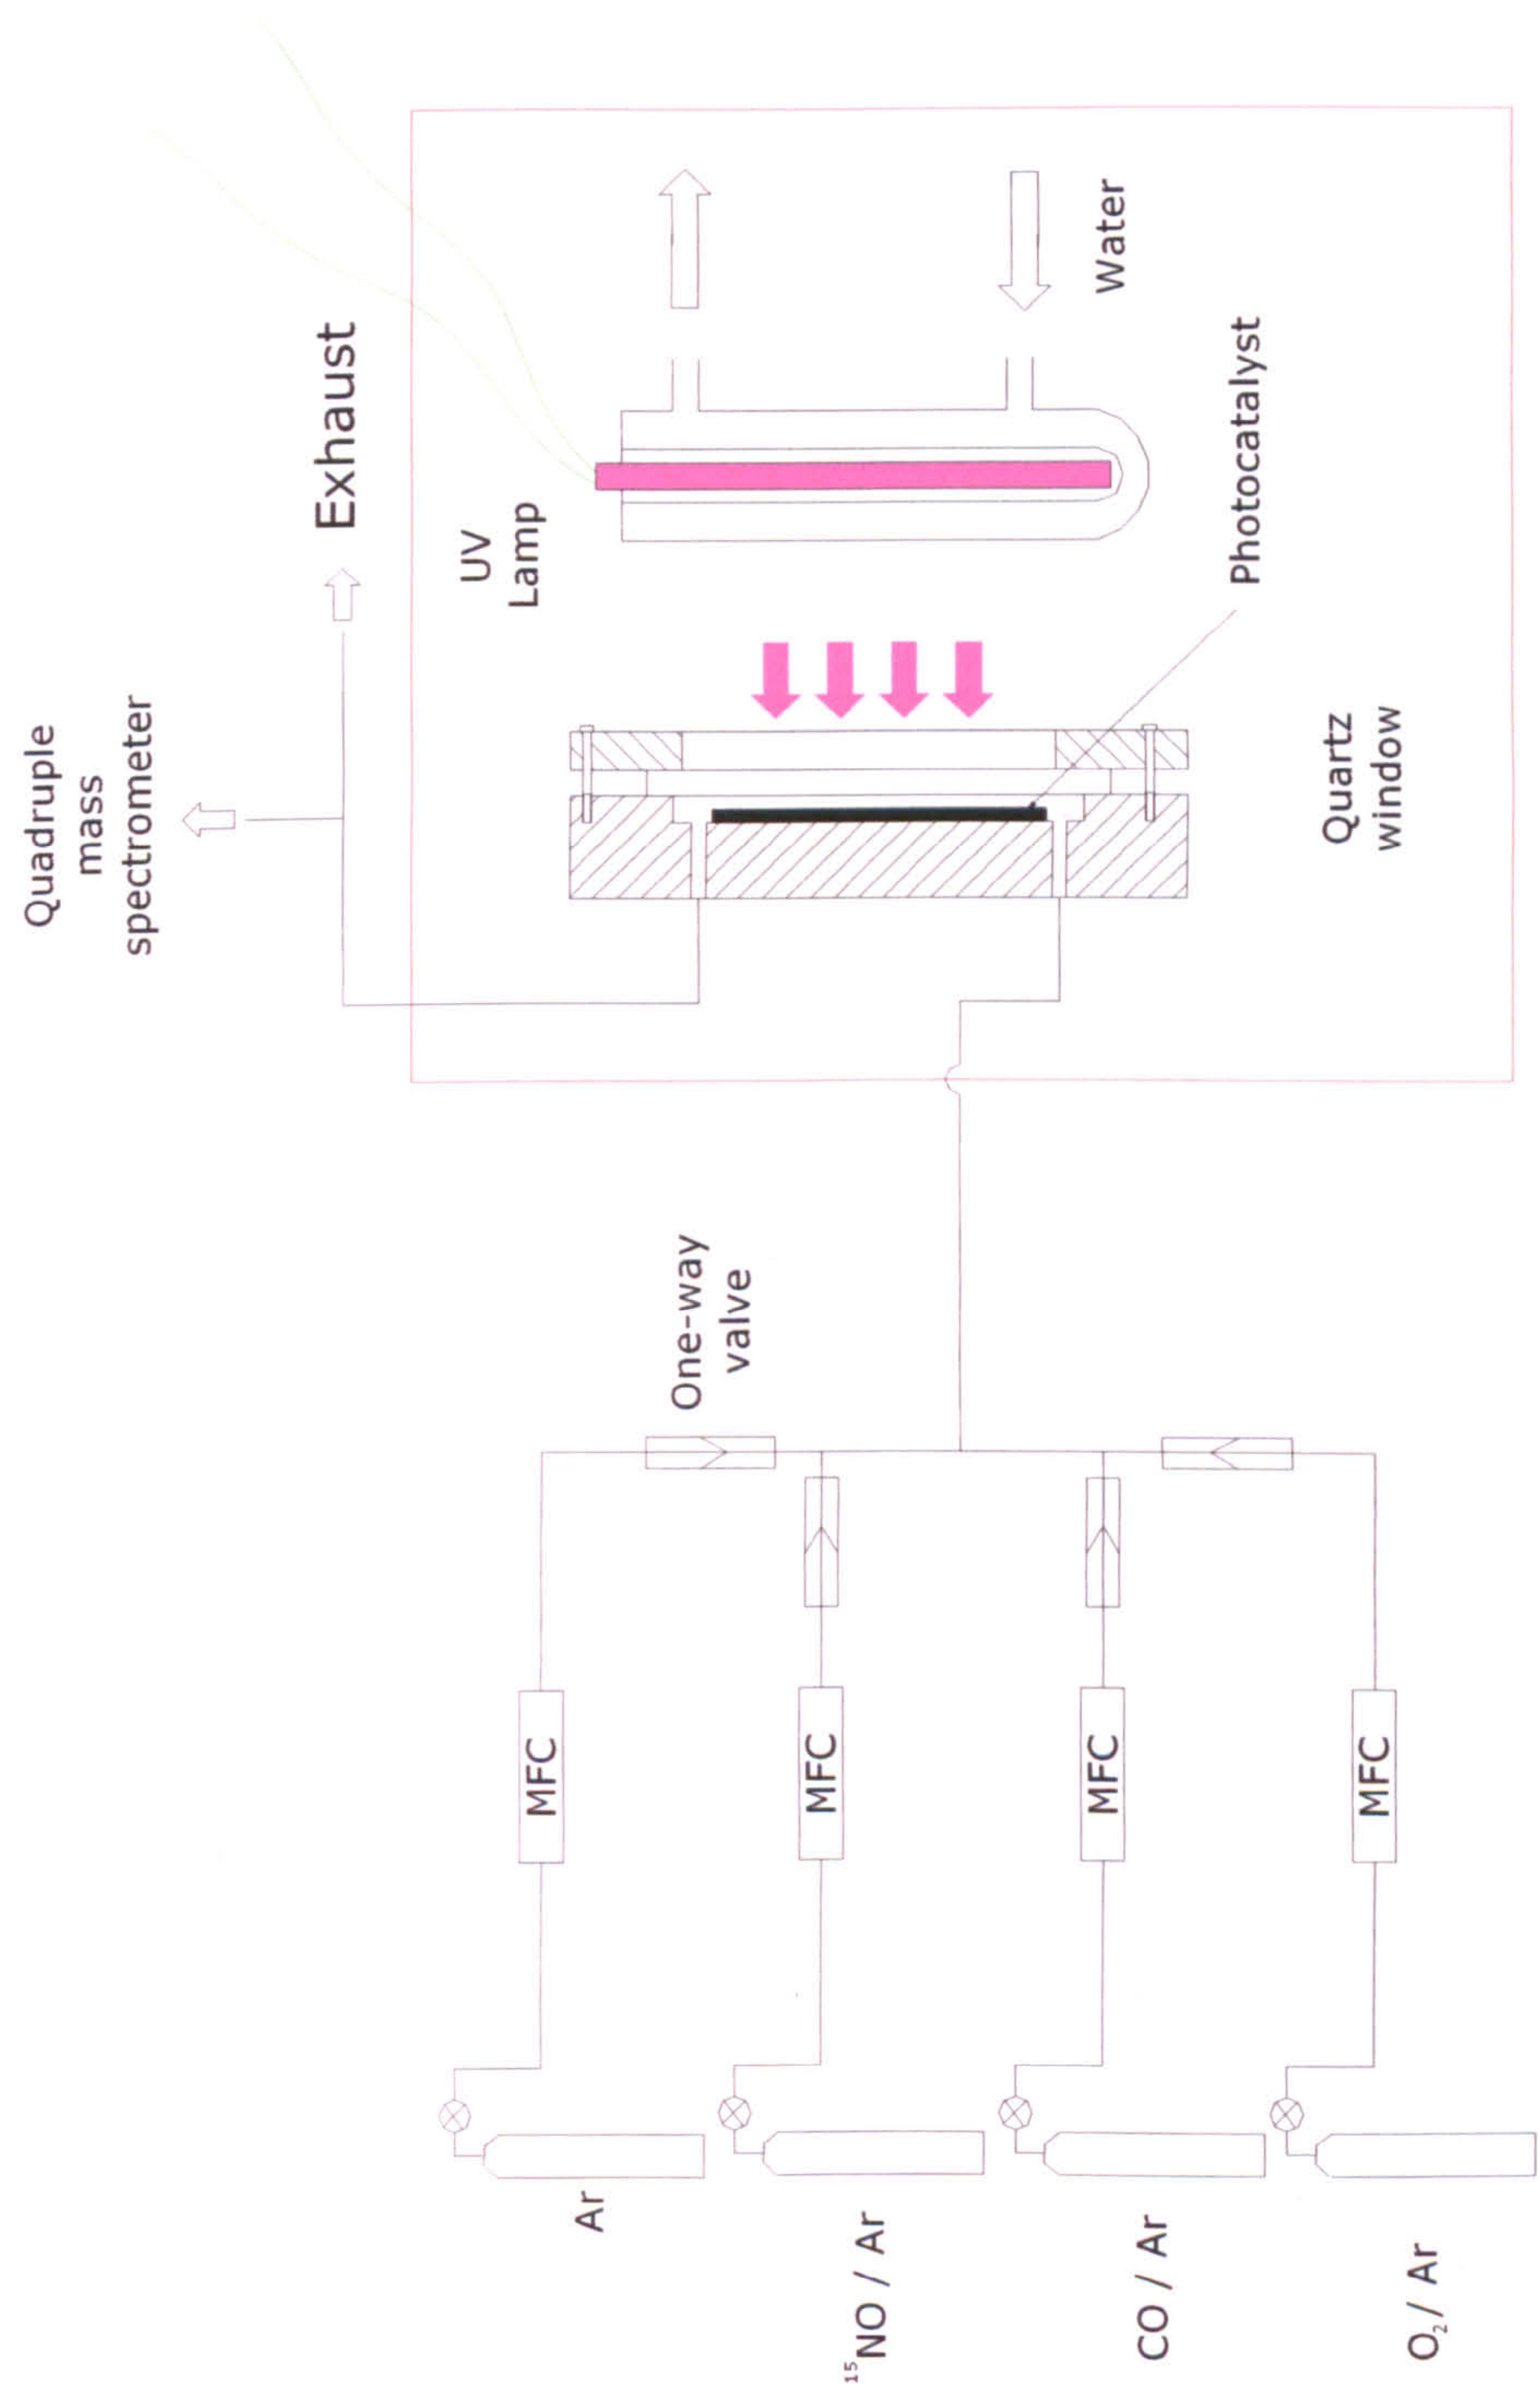 Quadruple
mass
spectrometer
Exhaust
UV
Lamp
Water
Photocatalyst
Quartz
window
One-way
valve
MFC
MFC
MFC
MFC
Ar
¹⁵NO / Ar
CO / Ar
O₂/ Ar